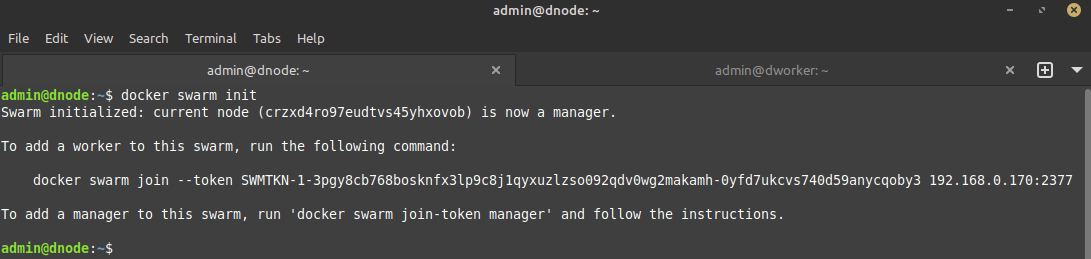 admin@dnode: ~
File Edit View Search Terminal Tabs Help
admin@dnode: ~ admin@dworker: ~
admin@dnode:~$ docker swarm init
Swarm initialized: current node (crzxd4ro97eudtvs45yhxovob) is now a manager.
To add a worker to this swarm, run the following command:
docker swarm join --token SWMTKN-1-3pgy8cb768bosknfx3lp9c8j1qyxuzlzso092qdv0wg2makamh-0yfd7ukcvs740d59anycqoby3 192.168.0.170:2377
To add a manager to this swarm, run 'docker swarm join-token manager' and follow the instructions.
admin@dnode:~$